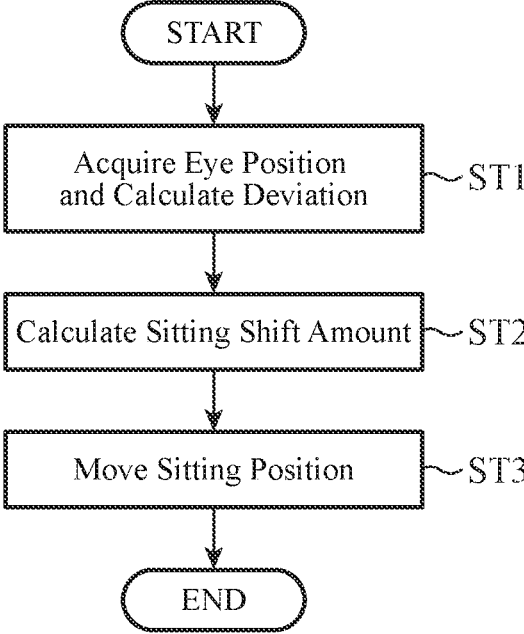 START
Acquire Eye Position
and Calculate Deviation
ST1
Calculate Sitting Shift Amount
ST2
Move Sitting Position
ST3
END